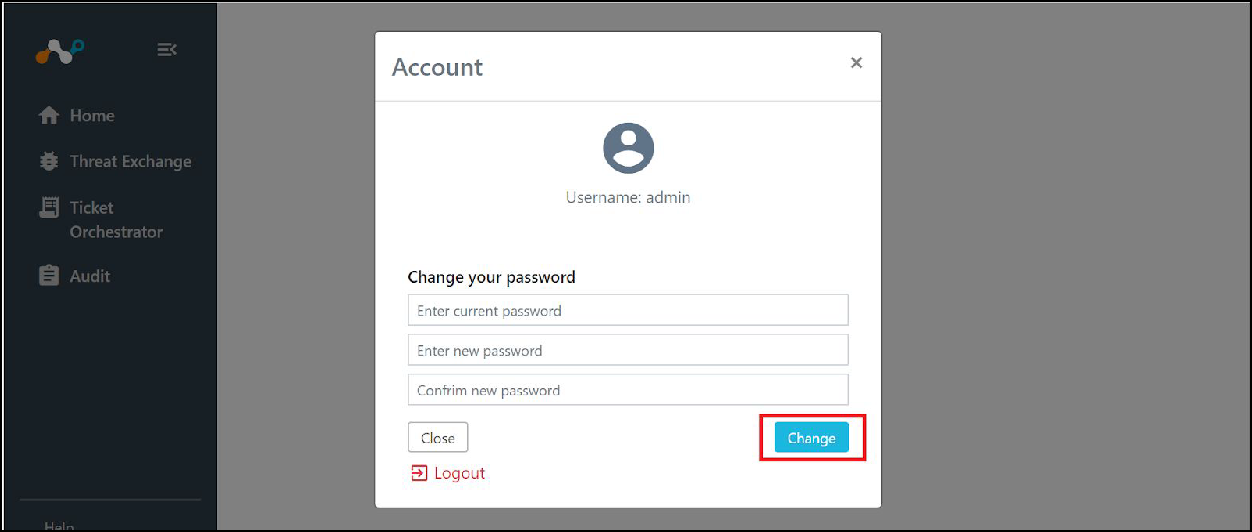 Account
×
Home
Threat Exchange
Ticket
Orchestrator
Audit
Help
Username: admin
Change your password
Enter current password
Enter new password
Confrim new password
Close
Change
Logout